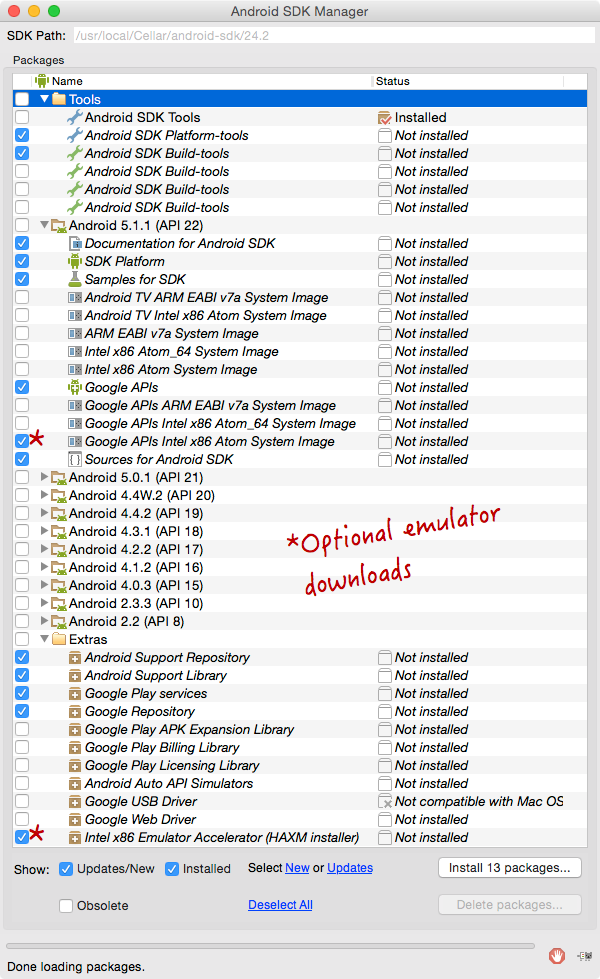 Android SDK Manager
SDK Path: /usr/local/Cellar/android-sdk/24.2
Packages
Name Status
Tools
Android SDK Tools Installed
Android SDK Platform-tools Not installed
Android SDK Build-tools Not installed
Android SDK Build-tools Not installed
Android SDK Build-tools Not installed
Android SDK Build-tools Not installed
Android 5.1.1 (API 22)
Documentation for Android SDK Not installed
SDK Platform Not installed
Samples for SDK Not installed
Android TV ARM EABI v7a System Image Not installed
Android TV Intel x86 Atom System Image Not installed
ARM EABI v7a System Image Not installed
Intel x86 Atom_64 System Image Not installed
Intel x86 Atom System Image Not installed
Google APIs Not installed
Google APIs ARM EABI v7a System Image Not installed
Google APIs Intel x86 Atom_64 System Image Not installed
* Google APIs Intel x86 Atom System Image Not installed
Sources for Android SDK Not installed
Android 5.0.1 (API 21)
Android 4.4W.2 (API 20)
Android 4.4.2 (API 19)
Android 4.3.1 (API 18)
Android 4.2.2 (API 17)
Android 4.1.2 (API 16)
Android 4.0.3 (API 15)
Android 2.3.3 (API 10)
Android 2.2 (API 8)
*Optional emulator
downloads
Extras
Android Support Repository Not installed
Android Support Library Not installed
Google Play services Not installed
Google Repository Not installed
Google Play APK Expansion Library Not installed
Google Play Billing Library Not installed
Google Play Licensing Library Not installed
Android Auto API Simulators Not installed
Google USB Driver Not compatible with Mac OS
Google Web Driver Not installed
* Intel x86 Emulator Accelerator (HAXM installer) Not installed
Show: Updates/New Installed Select New or Updates Install 13 packages...
Obsolete Deselect All Delete packages...
Done loading packages.